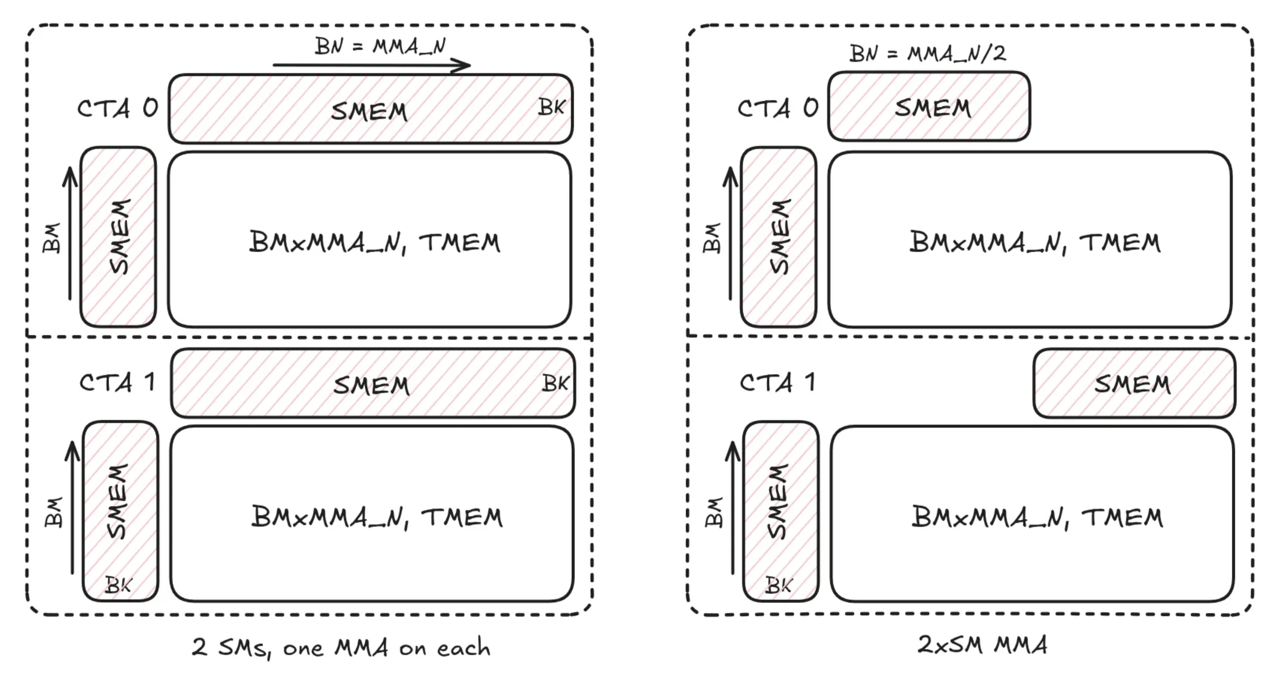 BN = MMA_N
CTA 0
SMEM
BK
BM
SMEM
BMxMMA_N, TMEM
CTA 1
SMEM
BK
BM
SMEM
BK
BMxMMA_N, TMEM
2 SMs, one MMA on each
BN = MMA_N/2
CTA 0
SMEM
BM
SMEM
BMxMMA_N, TMEM
CTA 1
SMEM
BM
SMEM
BK
BMxMMA_N, TMEM
2xSM MMA